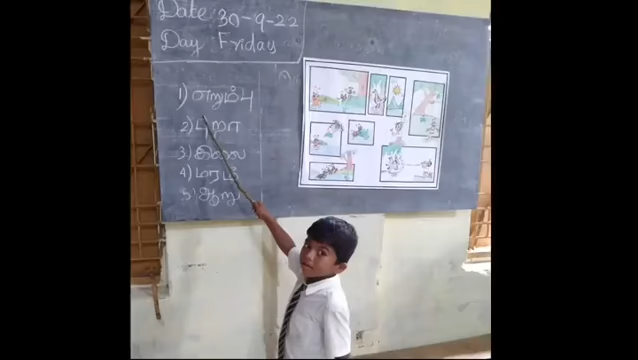 Date: 30-9-22
Day Friday
1) எறும்பு
2) புறா
3) இலை
4) மரம்
5) ஆறு